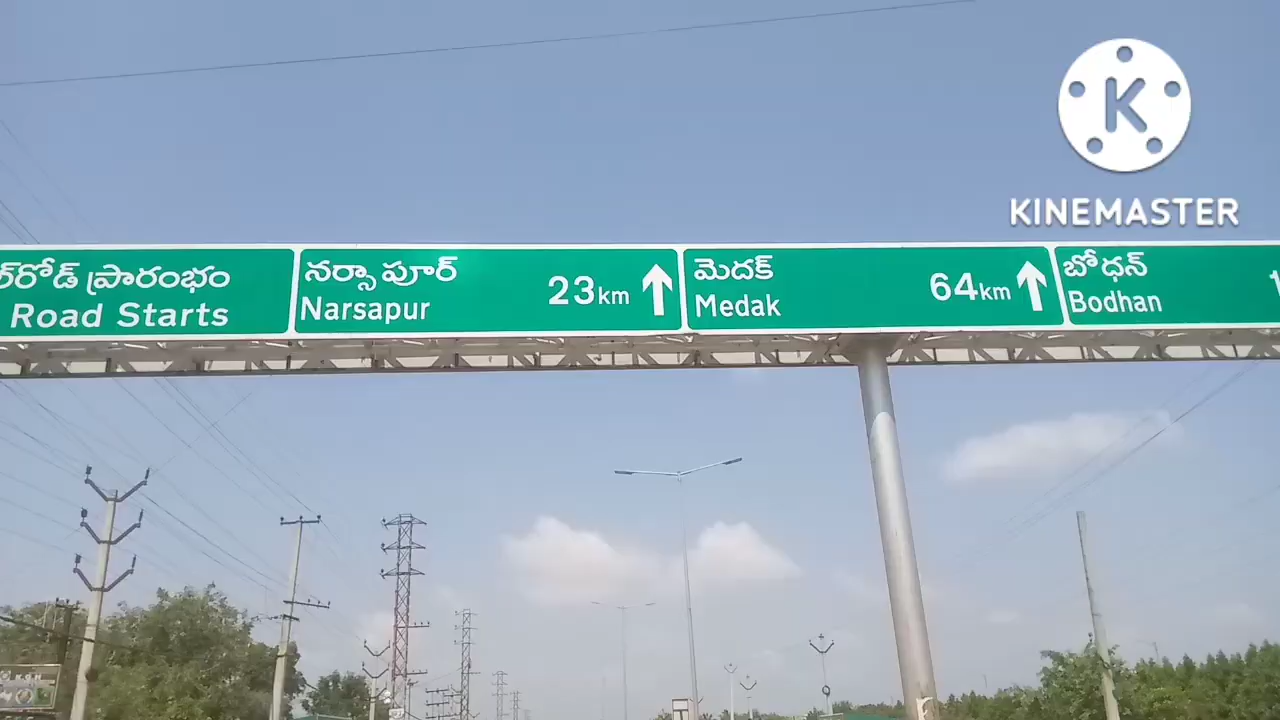 రోడ్ ప్రారంభం
Road Starts
నర్సాపూర్
Narsapur
23km
మెదక్
Medak
64km
బోధన్
Bodhan
K
KINEMASTER